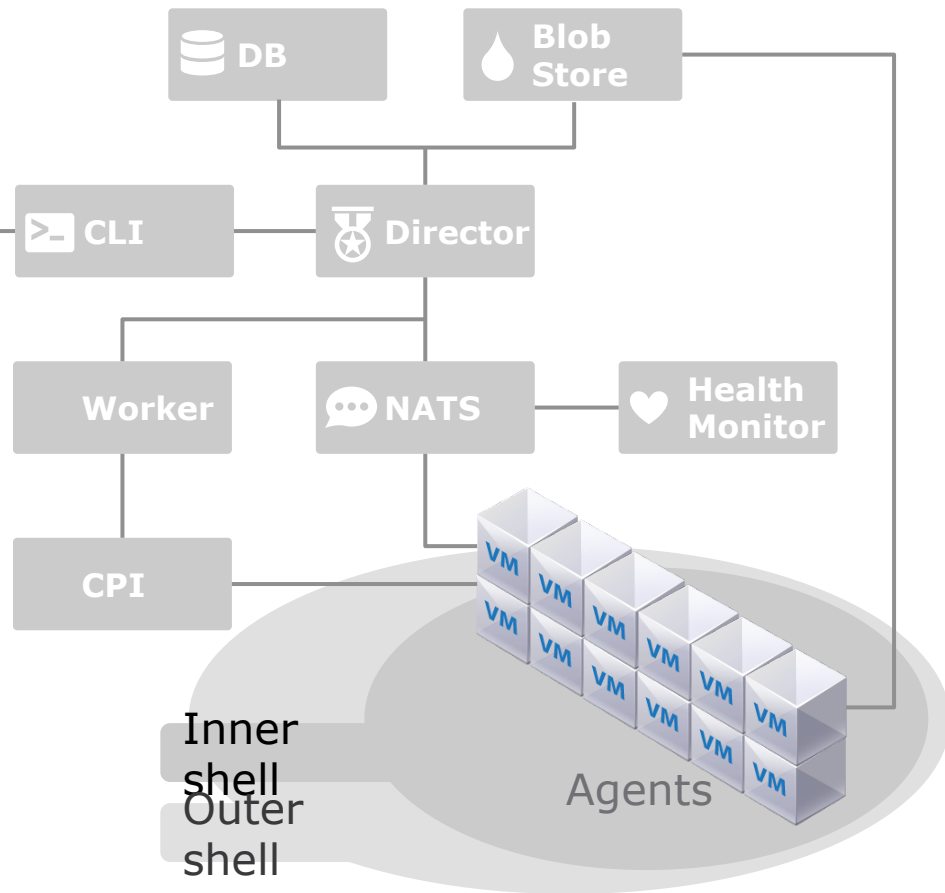 DB
Blob
Store
>_ CLI
Director
Worker
NATS
Health
Monitor
CPI
VM
VM
VM
VM
VM
VM
VM
VM
VM
VM
VM
VM
Inner
shell
Outer
shell
Agents